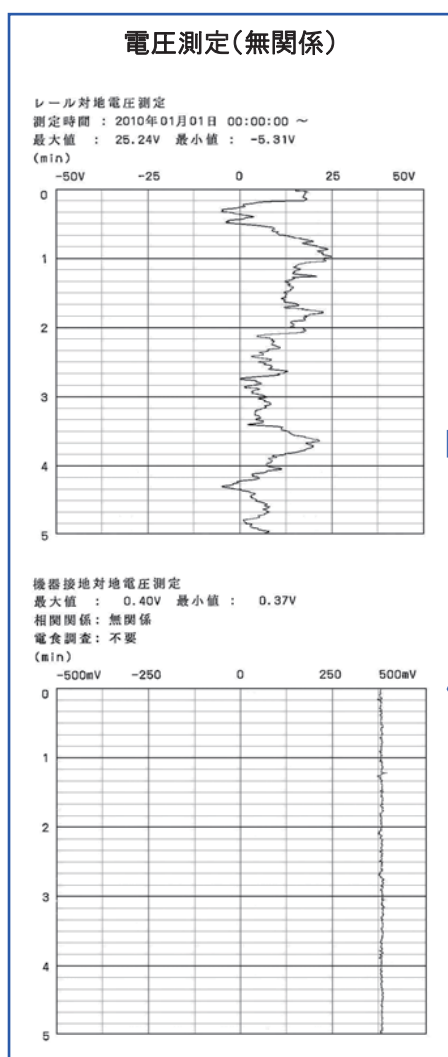 電圧測定(無関係)
レール対地電圧測定
測定時間 : 2010年01月01日 00:00:00 ～
最大値 : 25.24V 最小値 : -5.31V
(min)
-50V -25 0 25 50V
0
1
2
3
4
5
機器接地対地電圧測定
最大値 : 0.40V 最小値 : 0.37V
相関関係: 無関係
電食調査: 不要
(min)
-500mV -250 0 250 500mV
0
1
2
3
4
5